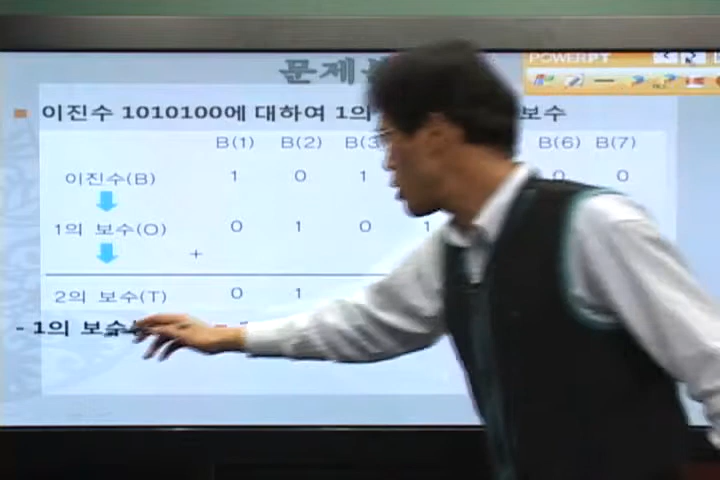 문제
POWERPT
이진수 1010100에 대하여 1의 보수
B(1) B(2) B(3 B(6) B(7)
이진수(B) 1 0 1 0 0
1의 보수(O) 0 1 0 1
+
2의 보수(T) 0 1
- 1의 보수